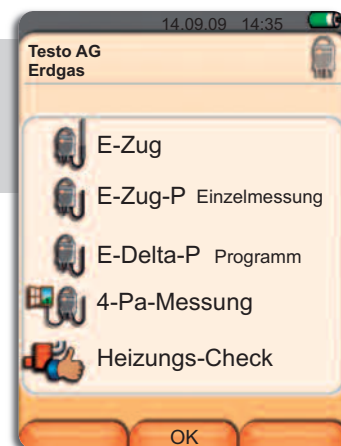 14.09.09 14:35
Testo AG
Erdgas
E-Zug
E-Zug-P Einzelmessung
E-Delta-P Programm
4-Pa-Messung
Heizungs-Check
OK